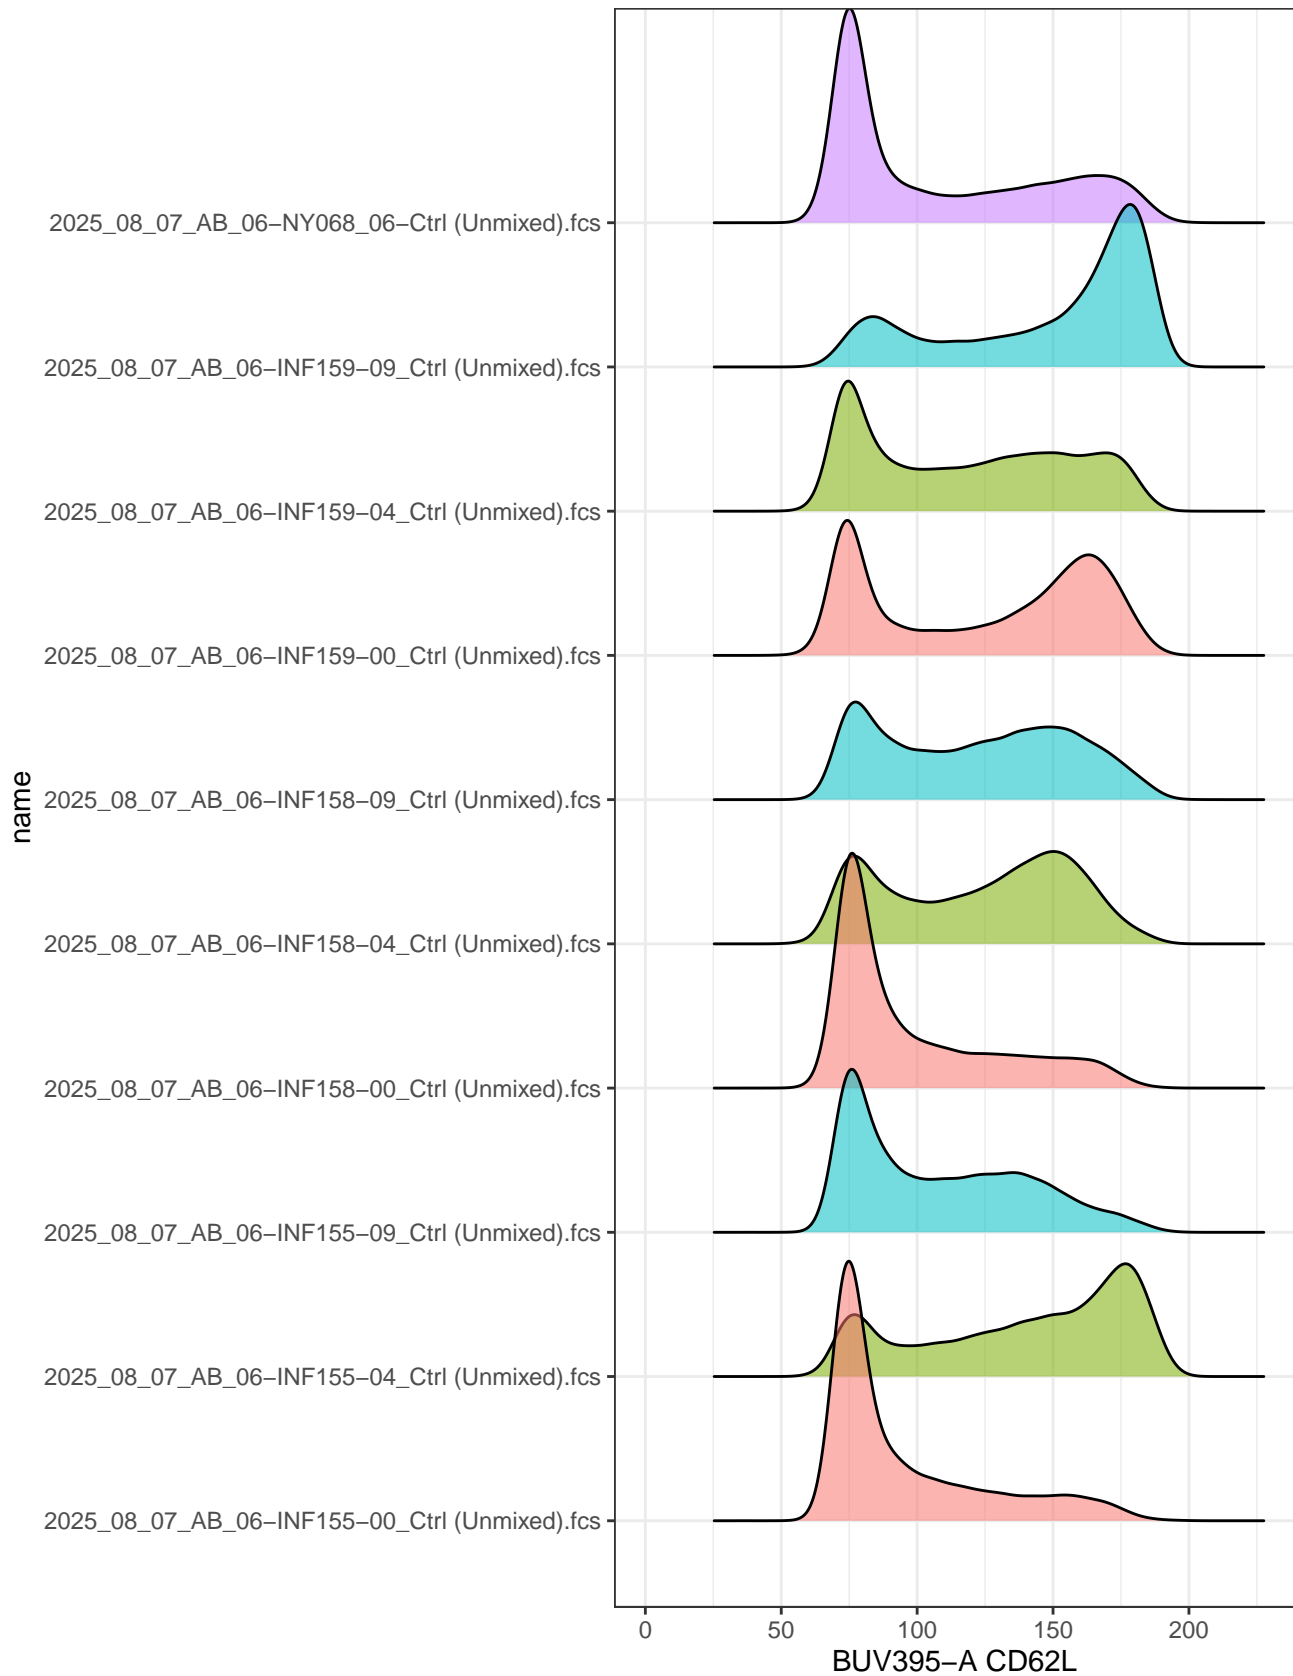 2025_08_07_AB_06−NY068_06−Ctrl (Unmixed).fcs
2025_08_07_AB_06−INF159−09_Ctrl (Unmixed).fcs
2025_08_07_AB_06−INF159−04_Ctrl (Unmixed).fcs
2025_08_07_AB_06−INF159−00_Ctrl (Unmixed).fcs
2025_08_07_AB_06−INF158−09_Ctrl (Unmixed).fcs
2025_08_07_AB_06−INF158−04_Ctrl (Unmixed).fcs
2025_08_07_AB_06−INF158−00_Ctrl (Unmixed).fcs
2025_08_07_AB_06−INF155−09_Ctrl (Unmixed).fcs
2025_08_07_AB_06−INF155−04_Ctrl (Unmixed).fcs
2025_08_07_AB_06−INF155−00_Ctrl (Unmixed).fcs
name
0 50 100 150 200
BUV395−A CD62L